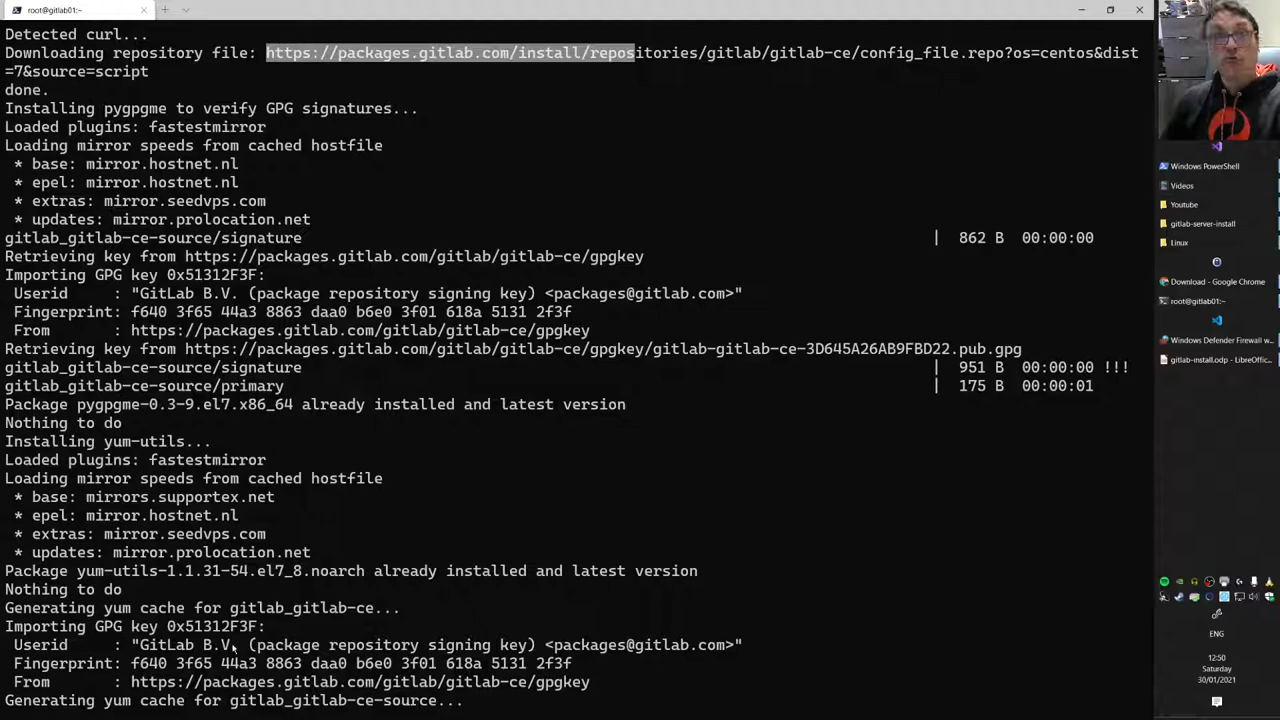 root@gitlab01:~
Detected curl...
Downloading repository file: https://packages.gitlab.com/install/repositories/gitlab/gitlab-ce/config_file.repo?os=centos&dist
=7&source=script
done.
Installing pygpgme to verify GPG signatures...
Loaded plugins: fastestmirror
Loading mirror speeds from cached hostfile
 * base: mirror.hostnet.nl
 * epel: mirror.hostnet.nl
 * extras: mirror.seedvps.com
 * updates: mirror.prolocation.net
gitlab_gitlab-ce-source/signature | 862 B 00:00:00
Retrieving key from https://packages.gitlab.com/gitlab/gitlab-ce/gpgkey
Importing GPG key 0x51312F3F:
 Userid : "GitLab B.V. (package repository signing key) <packages@gitlab.com>"
 Fingerprint: f640 3f65 44a3 8863 daa0 b6e0 3f01 618a 5131 2f3f
 From : https://packages.gitlab.com/gitlab/gitlab-ce/gpgkey
Retrieving key from https://packages.gitlab.com/gitlab/gitlab-ce/gpgkey/gitlab-gitlab-ce-3D645A26AB9FBD22.pub.gpg
gitlab_gitlab-ce-source/signature | 951 B 00:00:00 !!!
gitlab_gitlab-ce-source/primary | 175 B 00:00:01
Package pygpgme-0.3-9.el7.x86_64 already installed and latest version
Nothing to do
Installing yum-utils...
Loaded plugins: fastestmirror
Loading mirror speeds from cached hostfile
 * base: mirrors.supportex.net
 * epel: mirror.hostnet.nl
 * extras: mirror.seedvps.com
 * updates: mirror.prolocation.net
Package yum-utils-1.1.31-54.el7_8.noarch already installed and latest version
Nothing to do
Generating yum cache for gitlab_gitlab-ce...
Importing GPG key 0x51312F3F:
 Userid : "GitLab B.V. (package repository signing key) <packages@gitlab.com>"
 Fingerprint: f640 3f65 44a3 8863 daa0 b6e0 3f01 618a 5131 2f3f
 From : https://packages.gitlab.com/gitlab/gitlab-ce/gpgkey
Generating yum cache for gitlab_gitlab-ce-source...
Windows PowerShell
Videos
Youtube
gitlab-server-install
Linux
Download - Google Chrome
root@gitlab01:~
Windows Defender Firewall w...
gitlab-install.odp - LibreOffic...
ENG
12:50
Saturday
30/01/2021